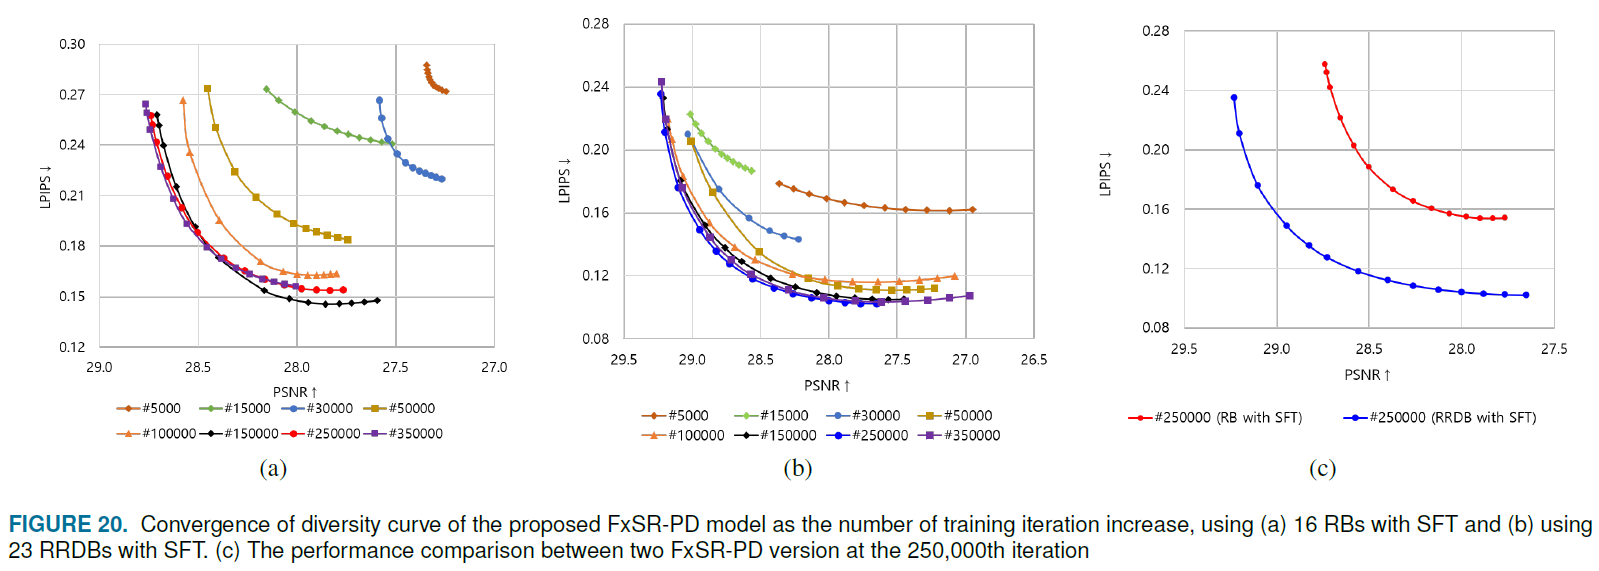 0.30
0.27
0.24
0.21
0.18
0.15
0.12
LPIPS ↓
29.0 28.5 28.0 27.5 27.0
PSNR ↑
#5000 #15000 #30000 #50000
#100000 #150000 #250000 #350000
(a)
0.28
0.24
0.20
0.16
0.12
0.08
LPIPS ↓
29.5 29.0 28.5 28.0 27.5 27.0 26.5
PSNR ↑
#5000 #15000 #30000 #50000
#100000 #150000 #250000 #350000
(b)
0.28
0.24
0.20
0.16
0.12
0.08
LPIPS ↓
29.5 29.0 28.5 28.0 27.5
PSNR ↑
#250000 (RB with SFT) #250000 (RRDB with SFT)
(c)
FIGURE 20. Convergence of diversity curve of the proposed FxSR-PD model as the number of training iteration increase, using (a) 16 RBs with SFT and (b) using
23 RRDBs with SFT. (c) The performance comparison between two FxSR-PD version at the 250,000th iteration